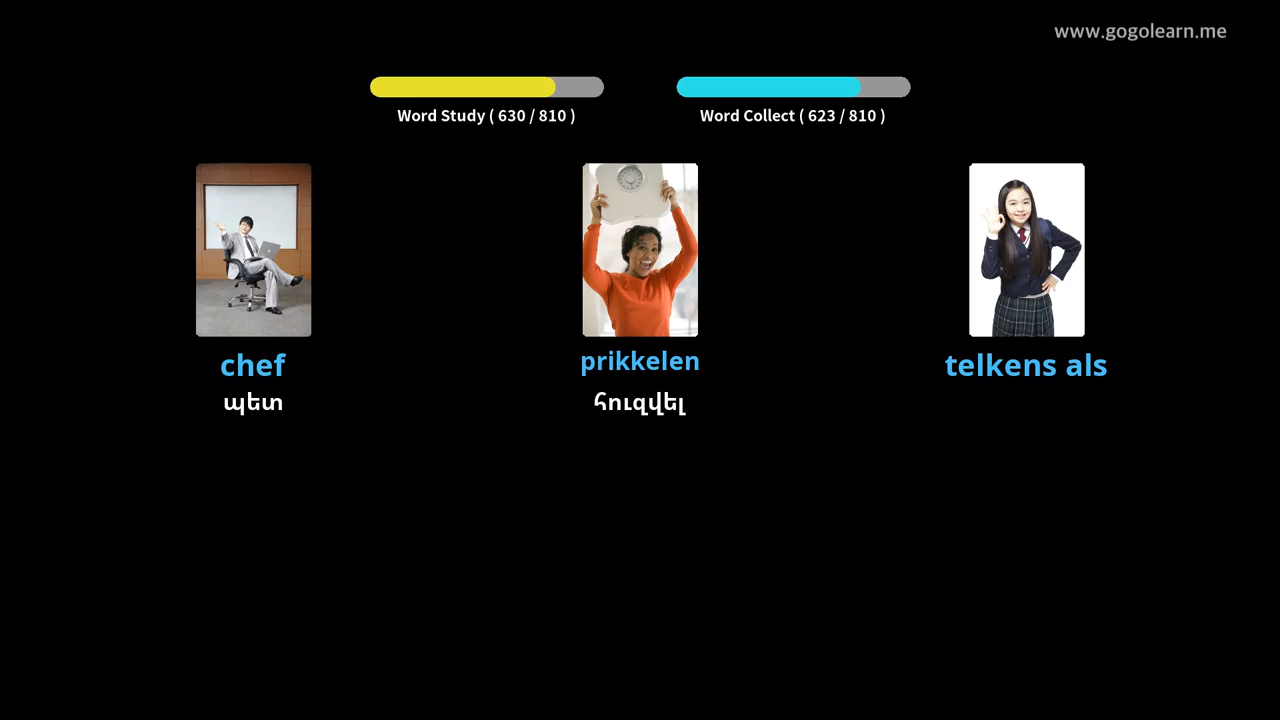 www.gogolearn.me
Word Study ( 630 / 810 )
Word Collect ( 623 / 810 )
chef
պետ
prikkelen
հուզվել
telkens als